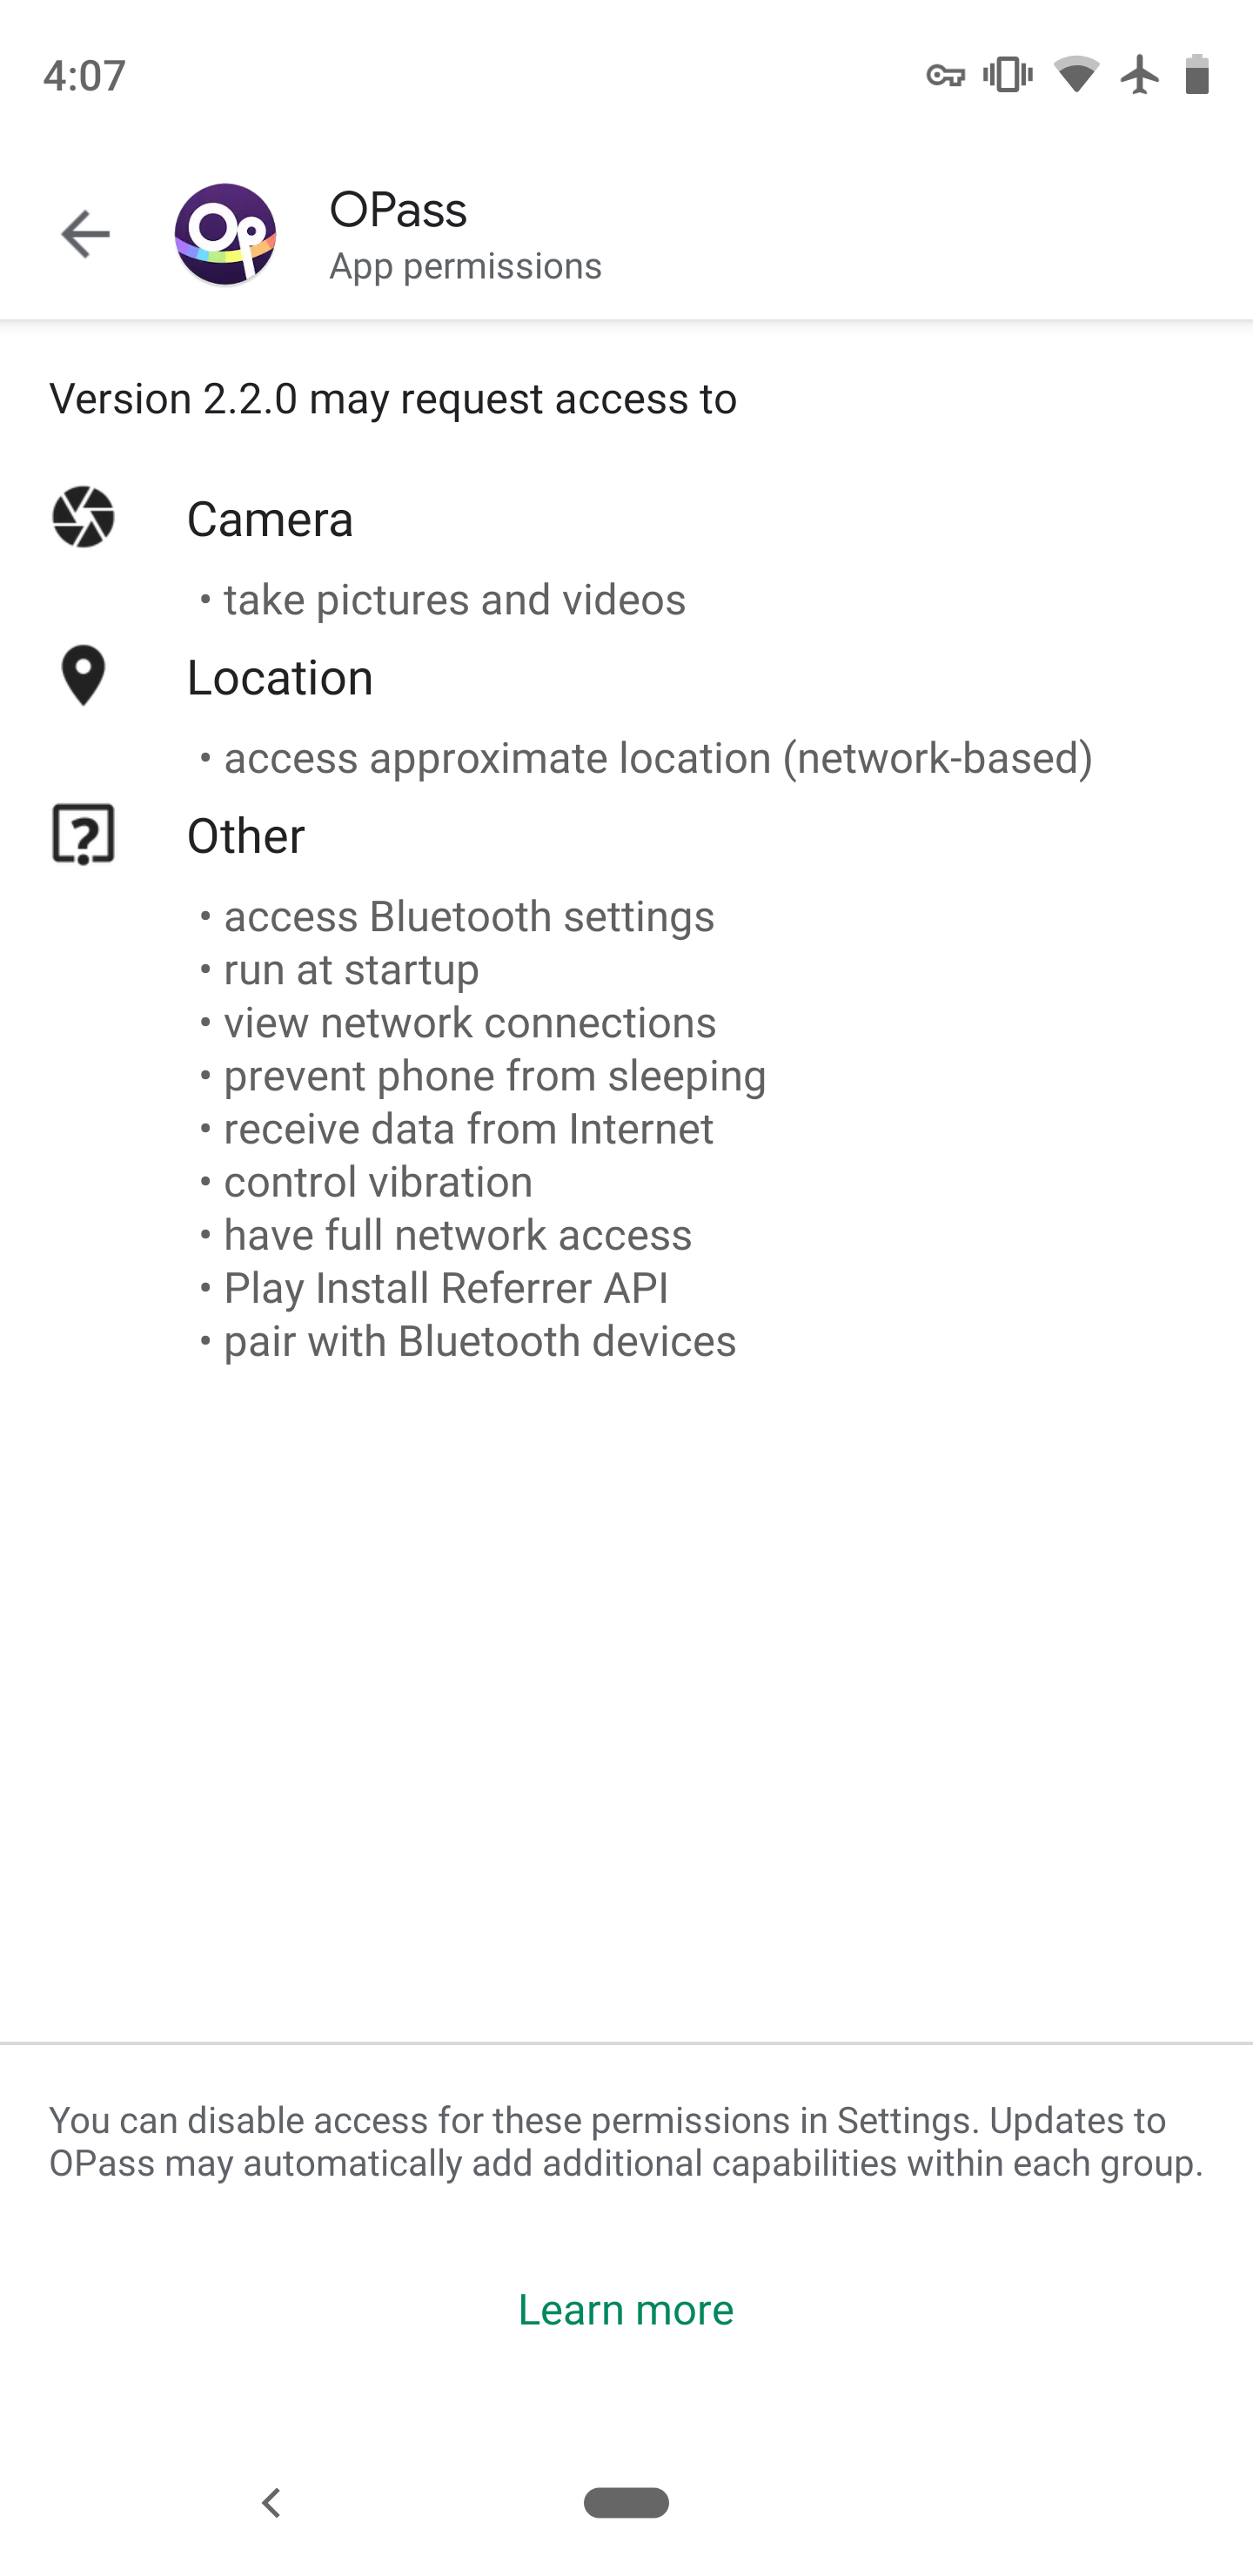 4:07
Op
OPass
App permissions
Version 2.2.0 may request access to
Camera
• take pictures and videos
Location
• access approximate location (network-based)
Other
• access Bluetooth settings
• run at startup
• view network connections
• prevent phone from sleeping
• receive data from Internet
• control vibration
• have full network access
• Play Install Referrer API
• pair with Bluetooth devices
You can disable access for these permissions in Settings. Updates to
OPass may automatically add additional capabilities within each group.
Learn more